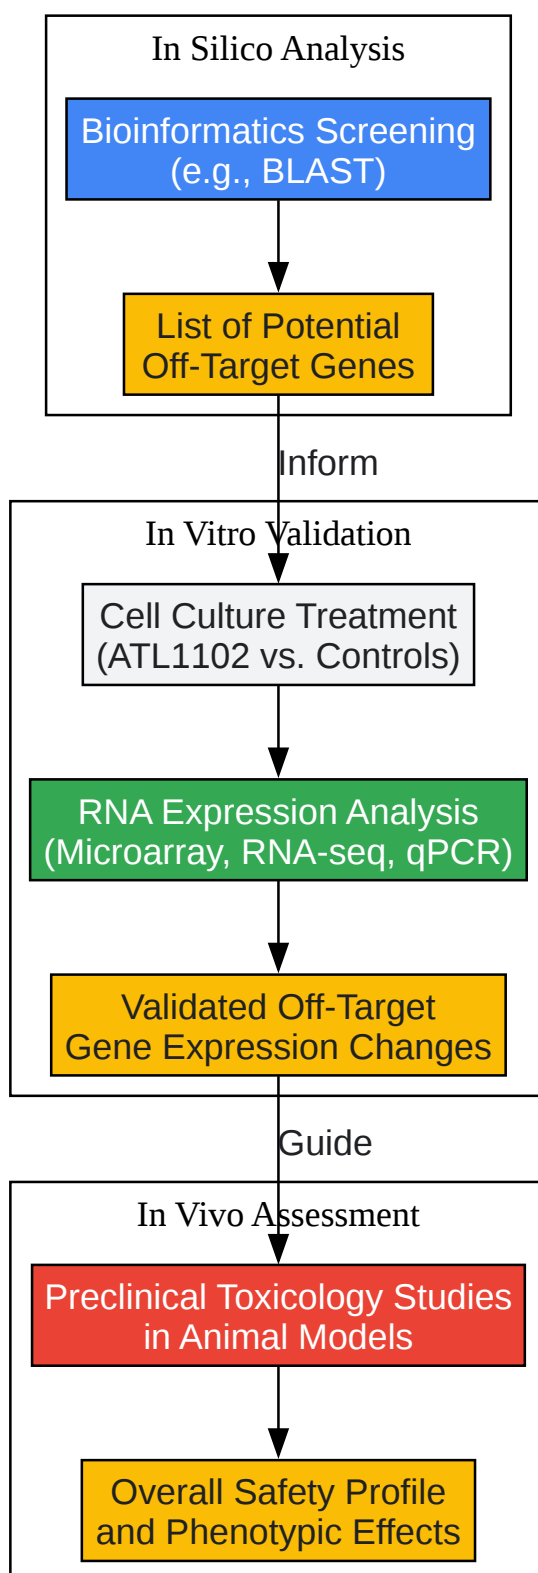 In Silico Analysis
Bioinformatics Screening
(e.g., BLAST)
List of Potential
Off-Target Genes
Inform
In Vitro Validation
Cell Culture Treatment
(ATL1102 vs. Controls)
RNA Expression Analysis
(Microarray, RNA-seq, qPCR)
Validated Off-Target
Gene Expression Changes
Guide
In Vivo Assessment
Preclinical Toxicology Studies
in Animal Models
Overall Safety Profile
and Phenotypic Effects